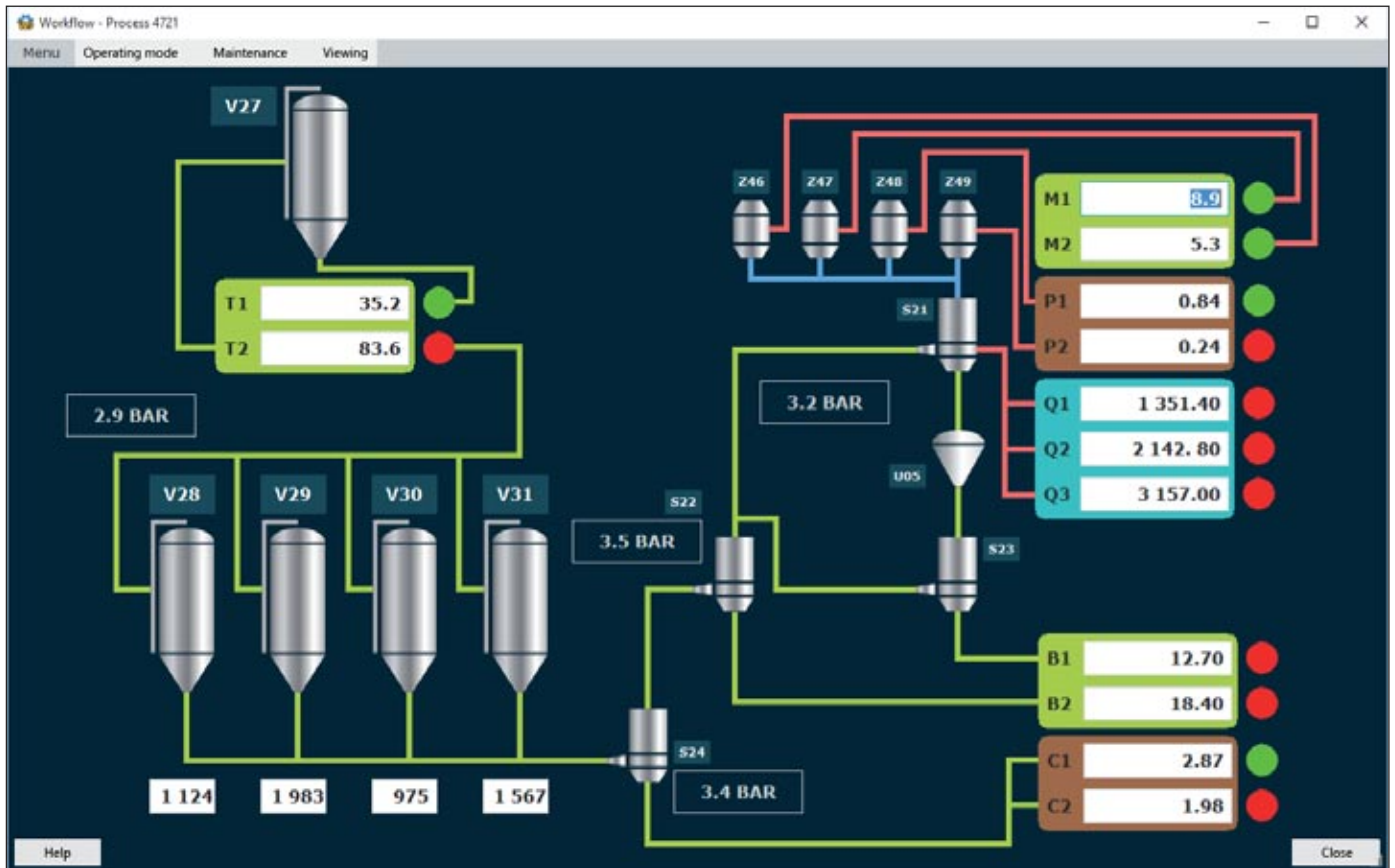 Workflow - Process 4721
Menu Operating mode Maintenance Viewing
V27
Z46 Z47 Z48 Z49
M1 8.9
M2 5.3
T1 35.2
T2 83.6
S21
P1 0.84
P2 0.24
2.9 BAR
3.2 BAR
Q1 1 351.40
Q2 2 142. 80
Q3 3 157.00
U05
V28 V29 V30 V31
S22
3.5 BAR
S23
B1 12.70
B2 18.40
S24
C1 2.87
C2 1.98
3.4 BAR
1 124 1 983 975 1 567
Help Close